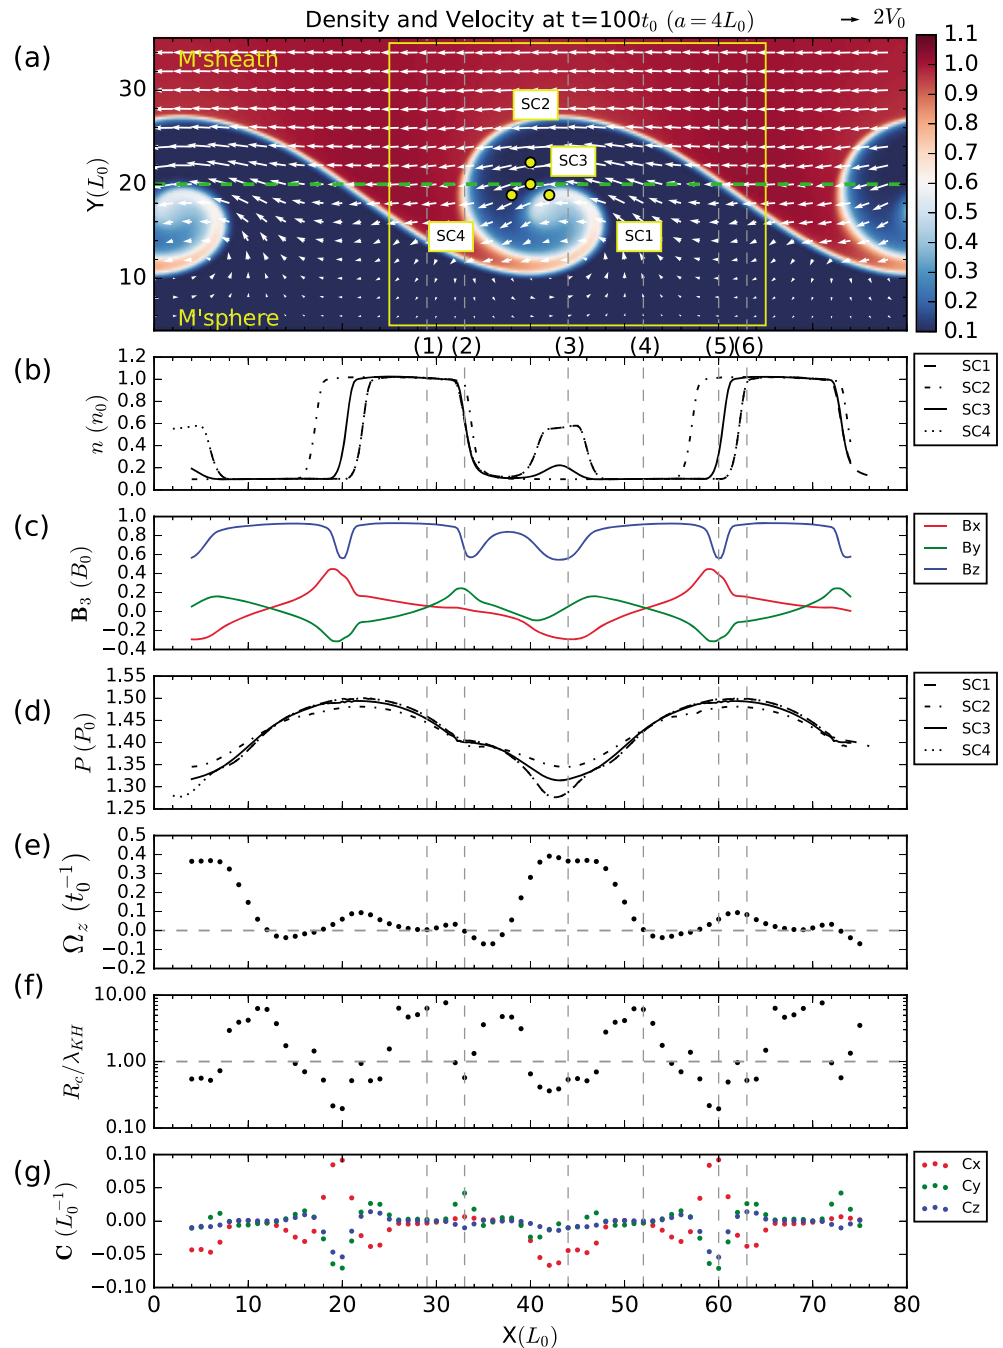 Density and Velocity at t=100t₀ (a = 4L₀)
2V₀
(a)
M'sheath
M'sphere
SC2
SC3
SC4
SC1
Y(L₀)
30
20
10
1.1
1.0
0.9
0.8
0.7
0.6
0.5
0.4
0.3
0.2
0.1
(1) (2) (3) (4) (5) (6)
(b)
n (n₀)
1.2
1.0
0.8
0.6
0.4
0.2
0.0
SC1
SC2
SC3
SC4
(c)
B₃ (B₀)
1.0
0.8
0.6
0.4
0.2
0.0
−0.2
−0.4
Bx
By
Bz
(d)
P (P₀)
1.55
1.50
1.45
1.40
1.35
1.30
1.25
SC1
SC2
SC3
SC4
(e)
Ω_z (t₀⁻¹)
0.5
0.4
0.3
0.2
0.1
0.0
−0.1
−0.2
(f)
R_c/λ_KH
10.00
1.00
0.10
(g)
C (L₀⁻¹)
0.10
0.05
0.00
−0.05
−0.10
Cx
Cy
Cz
0 10 20 30 40 50 60 70 80
X(L₀)